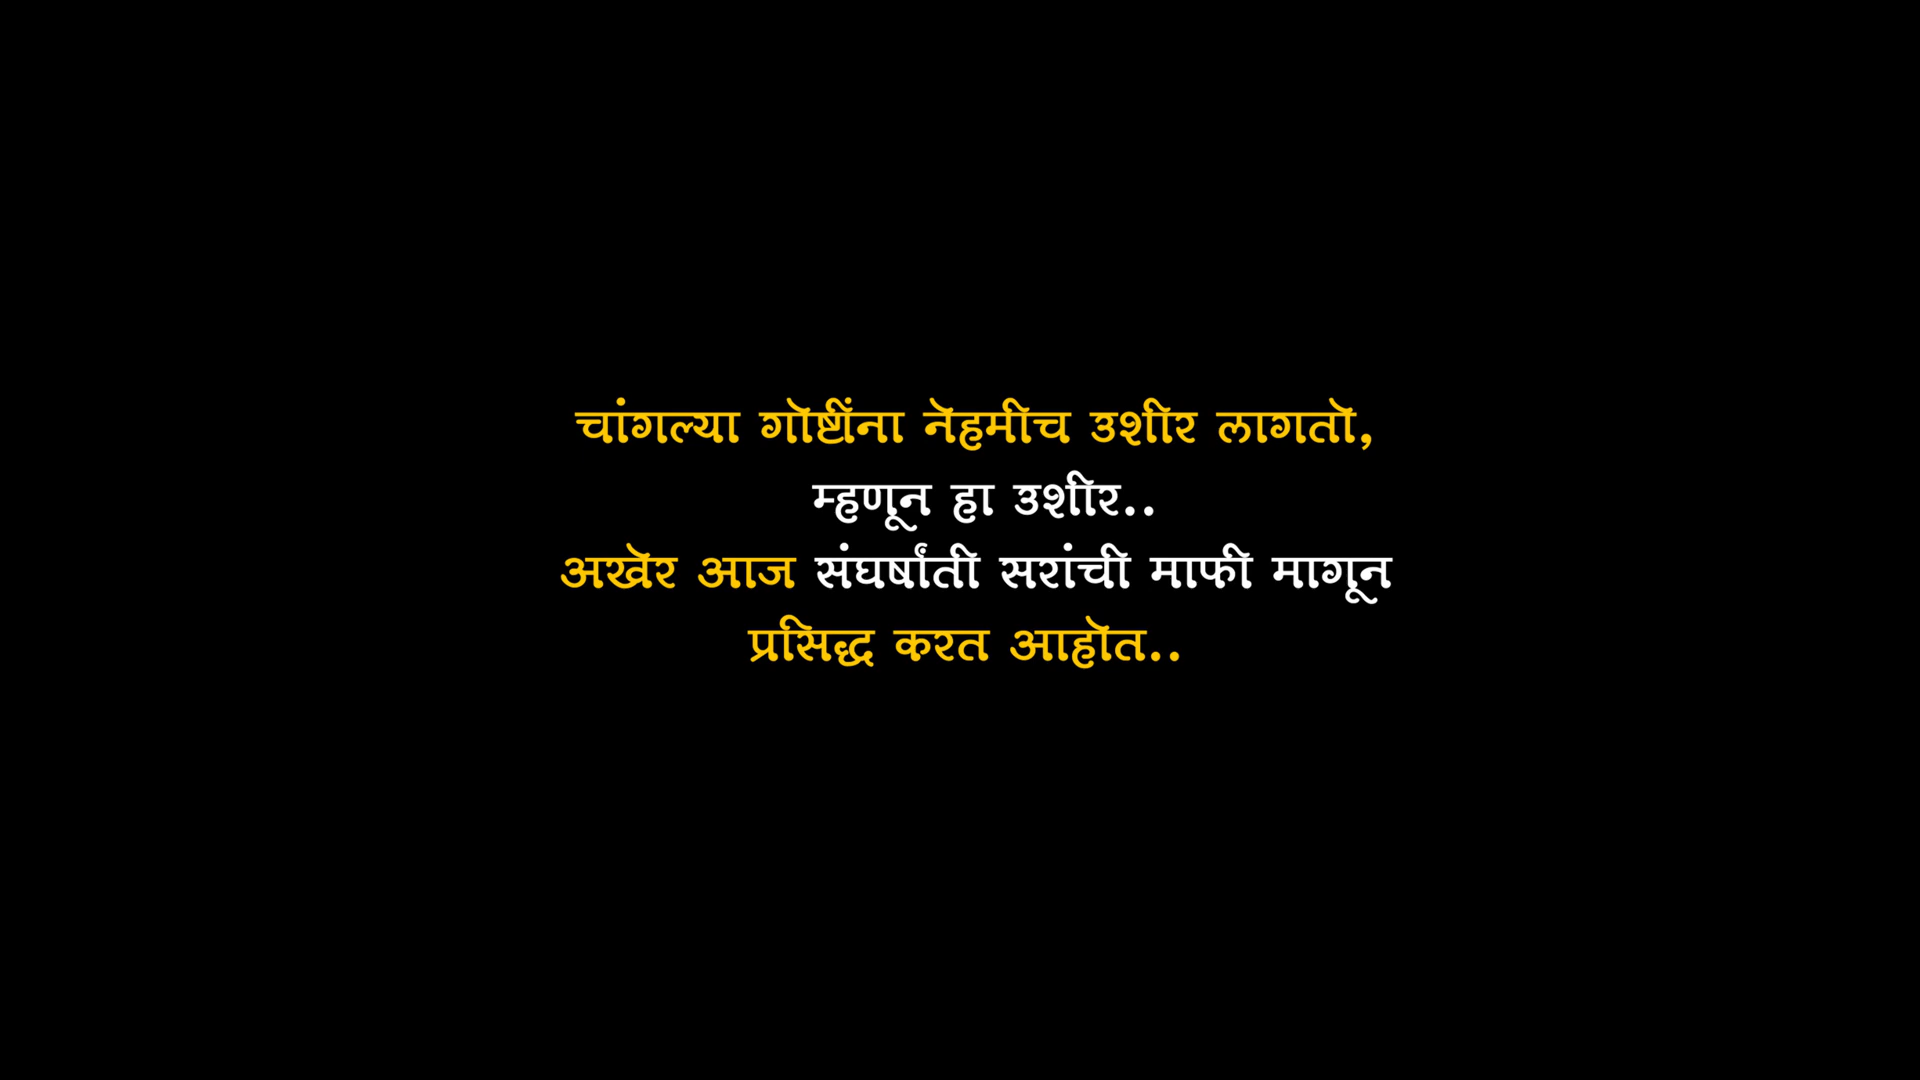 चांगल्या गोष्टींना नेहमीच उशीर लागतो,
म्हणून हा उशीर..
अखेर आज संघर्षांती सरांची माफी मागून
प्रसिद्ध करत आहोत..